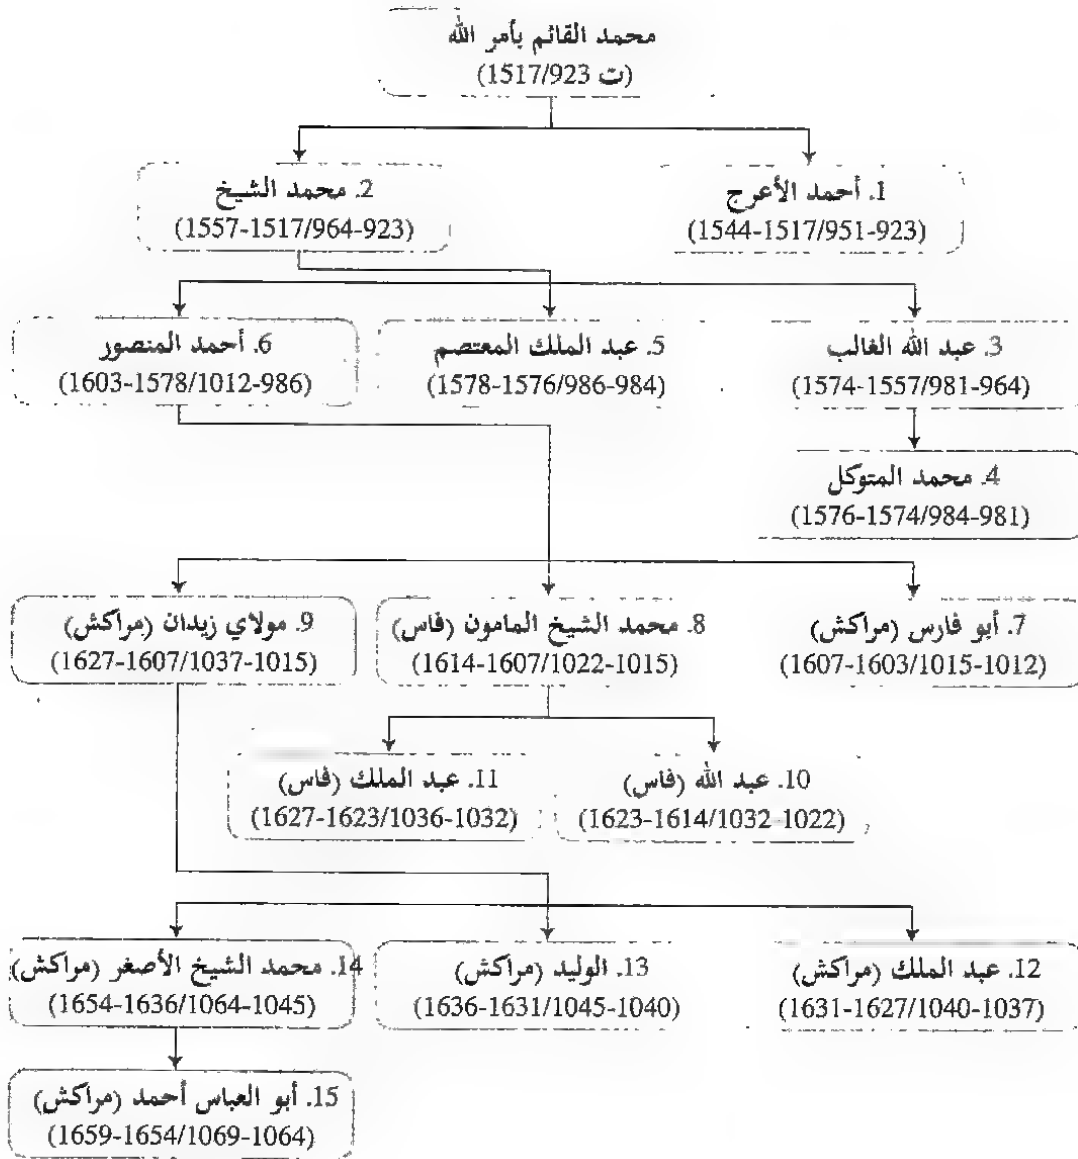 محمد القائم بأمر الله
(ت 923/1517)
1. أحمد الأعرج
(923-951/1517-1544)
2. محمد الشيخ
(923-964/1517-1557)
3. عبد الله الغالب
(964-981/1557-1574)
5. عبد الملك المعتصم
(984-986/1576-1578)
6. أحمد المنصور
(986-1012/1578-1603)
4. محمد المتوكل
(981-984/1574-1576)
7. أبو فارس (مراكش)
(1012-1015/1603-1607)
8. محمد الشيخ المامون (فاس)
(1015-1022/1607-1614)
9. مولاي زيدان (مراكش)
(1015-1037/1607-1627)
10. عبد الله (فاس)
(1022-1032/1614-1623)
11. عبد الملك (فاس)
(1032-1036/1623-1627)
12. عبد الملك (مراكش)
(1037-1040/1627-1631)
13. الوليد (مراكش)
(1040-1045/1631-1636)
14. محمد الشيخ الأصغر (مراكش)
(1045-1064/1636-1654)
15. أبو العباس أحمد (مراكش)
(1064-1069/1654-1659)